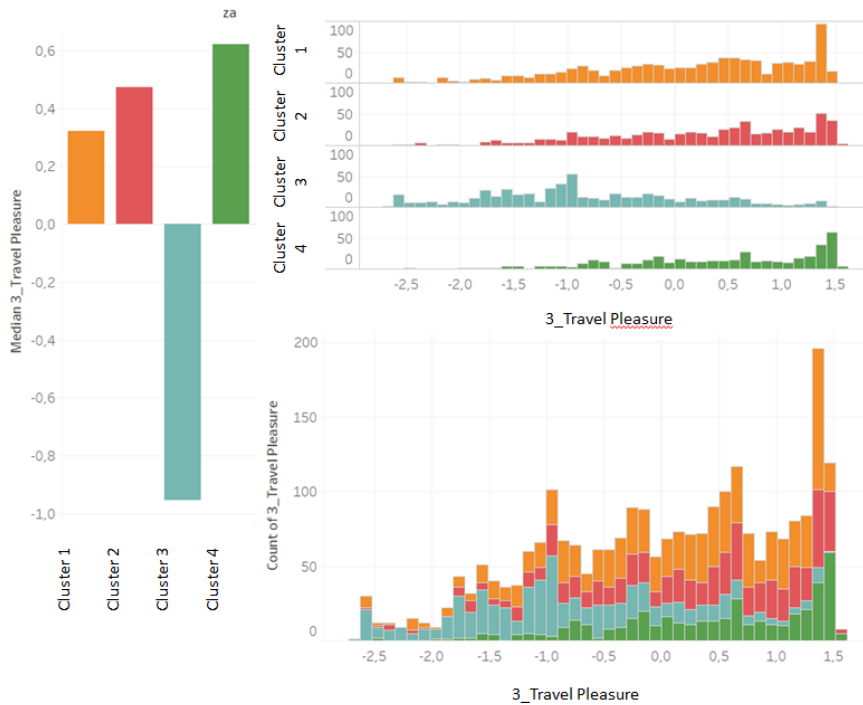 za
0,6
0,4
0,2
0,0
-0,2
-0,4
-0,6
-0,8
-1,0
Median 3_Travel Pleasure
Cluster 1
Cluster 2
Cluster 3
Cluster 4
Cluster 1
100
50
0
Cluster 2
100
50
0
Cluster 3
100
50
0
Cluster 4
100
50
0
-2,5 -2,0 -1,5 -1,0 -0,5 0,0 0,5 1,0 1,5
3_Travel Pleasure
200
150
100
50
0
Count of 3_Travel Pleasure
-2,5 -2,0 -1,5 -1,0 -0,5 0,0 0,5 1,0 1,5
3_Travel Pleasure